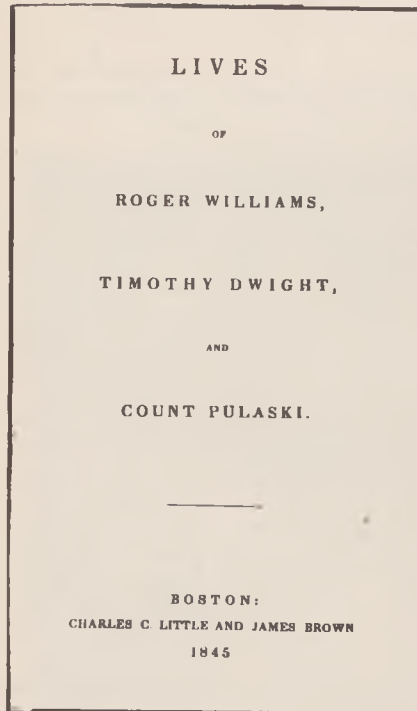 LIVES
OF
ROGER WILLIAMS,
TIMOTHY DWIGHT,
AND
COUNT PULASKI.
BOSTON:
CHARLES C. LITTLE AND JAMES BROWN
1845